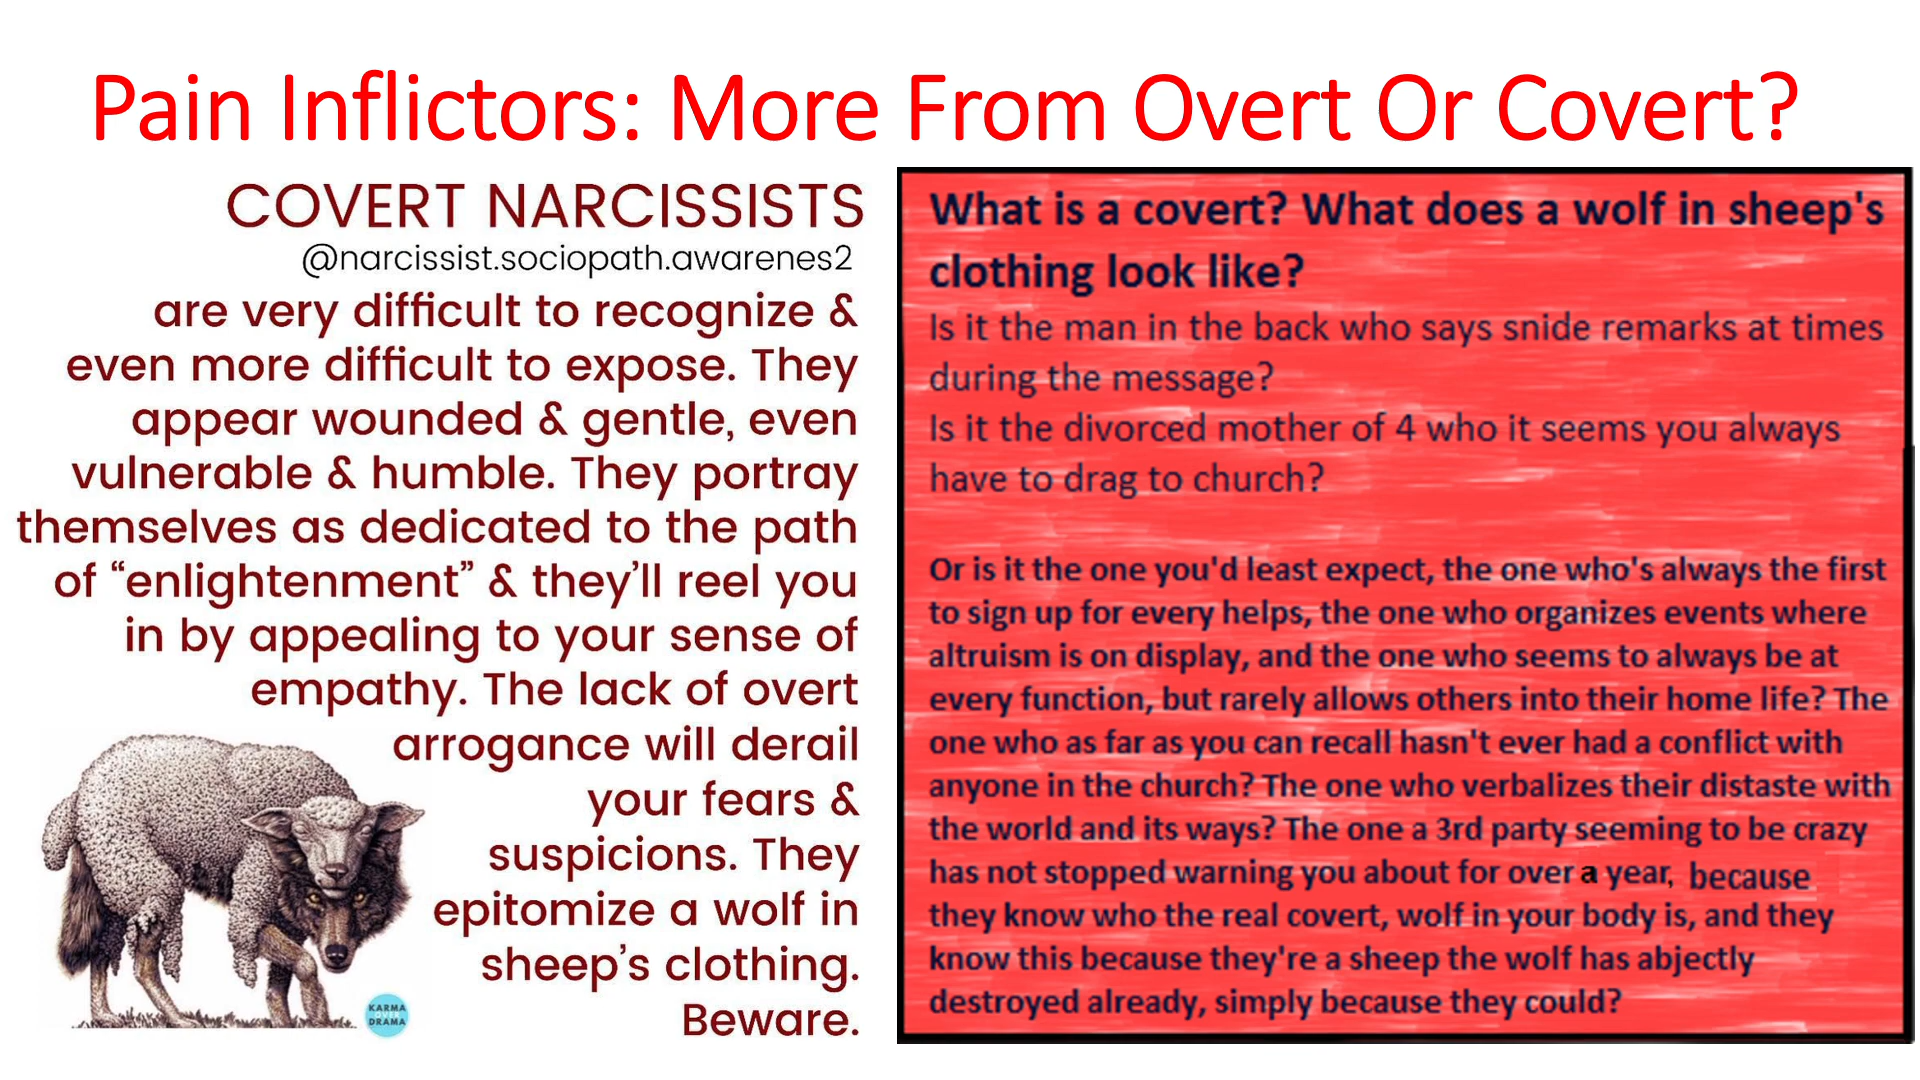 Pain Inflictors: More From Overt Or Covert?
COVERT NARCISSISTS
@narcissist.sociopath.awarenes2
are very difficult to recognize &
even more difficult to expose. They
appear wounded & gentle, even
vulnerable & humble. They portray
themselves as dedicated to the path
of “enlightenment” & they’ll reel you
in by appealing to your sense of
empathy. The lack of overt
arrogance will derail
your fears &
suspicions. They
epitomize a wolf in
sheep’s clothing.
Beware.
KARMA
OVER
DRAMA
What is a covert? What does a wolf in sheep's
clothing look like?
Is it the man in the back who says snide remarks at times
during the message?
Is it the divorced mother of 4 who it seems you always
have to drag to church?
Or is it the one you'd least expect, the one who's always the first
to sign up for every helps, the one who organizes events where
altruism is on display, and the one who seems to always be at
every function, but rarely allows others into their home life? The
one who as far as you can recall hasn't ever had a conflict with
anyone in the church? The one who verbalizes their distaste with
the world and its ways? The one a 3rd party seeming to be crazy
has not stopped warning you about for over a year, because
they know who the real covert, wolf in your body is, and they
know this because they're a sheep the wolf has abjectly
destroyed already, simply because they could?